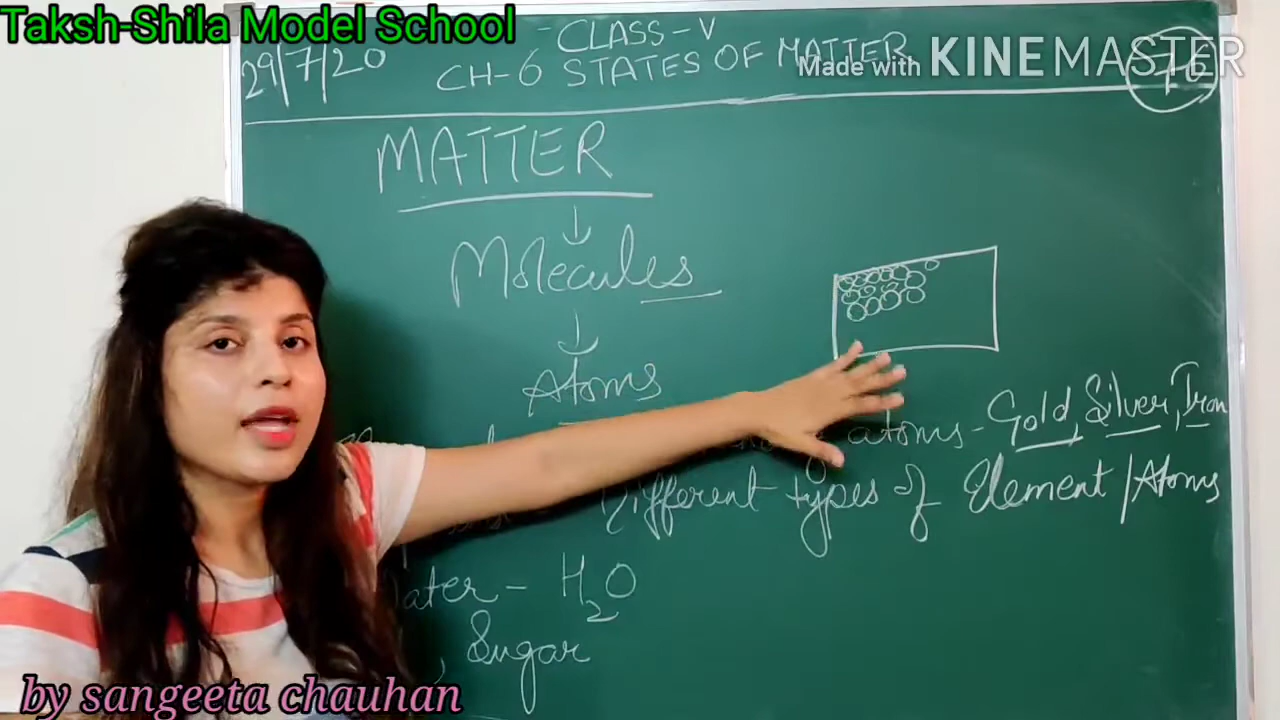 Taksh-Shila Model School
29/7/20
- CLASS - V
CH-6 STATES OF MATTER
Made with KINEMASTER
MATTER
↓
Molecules
↓
Atoms
atoms - Gold, Silver, Iron
Different types of Element / Atoms
Water - H2O
, Sugar
by sangeeta chauhan